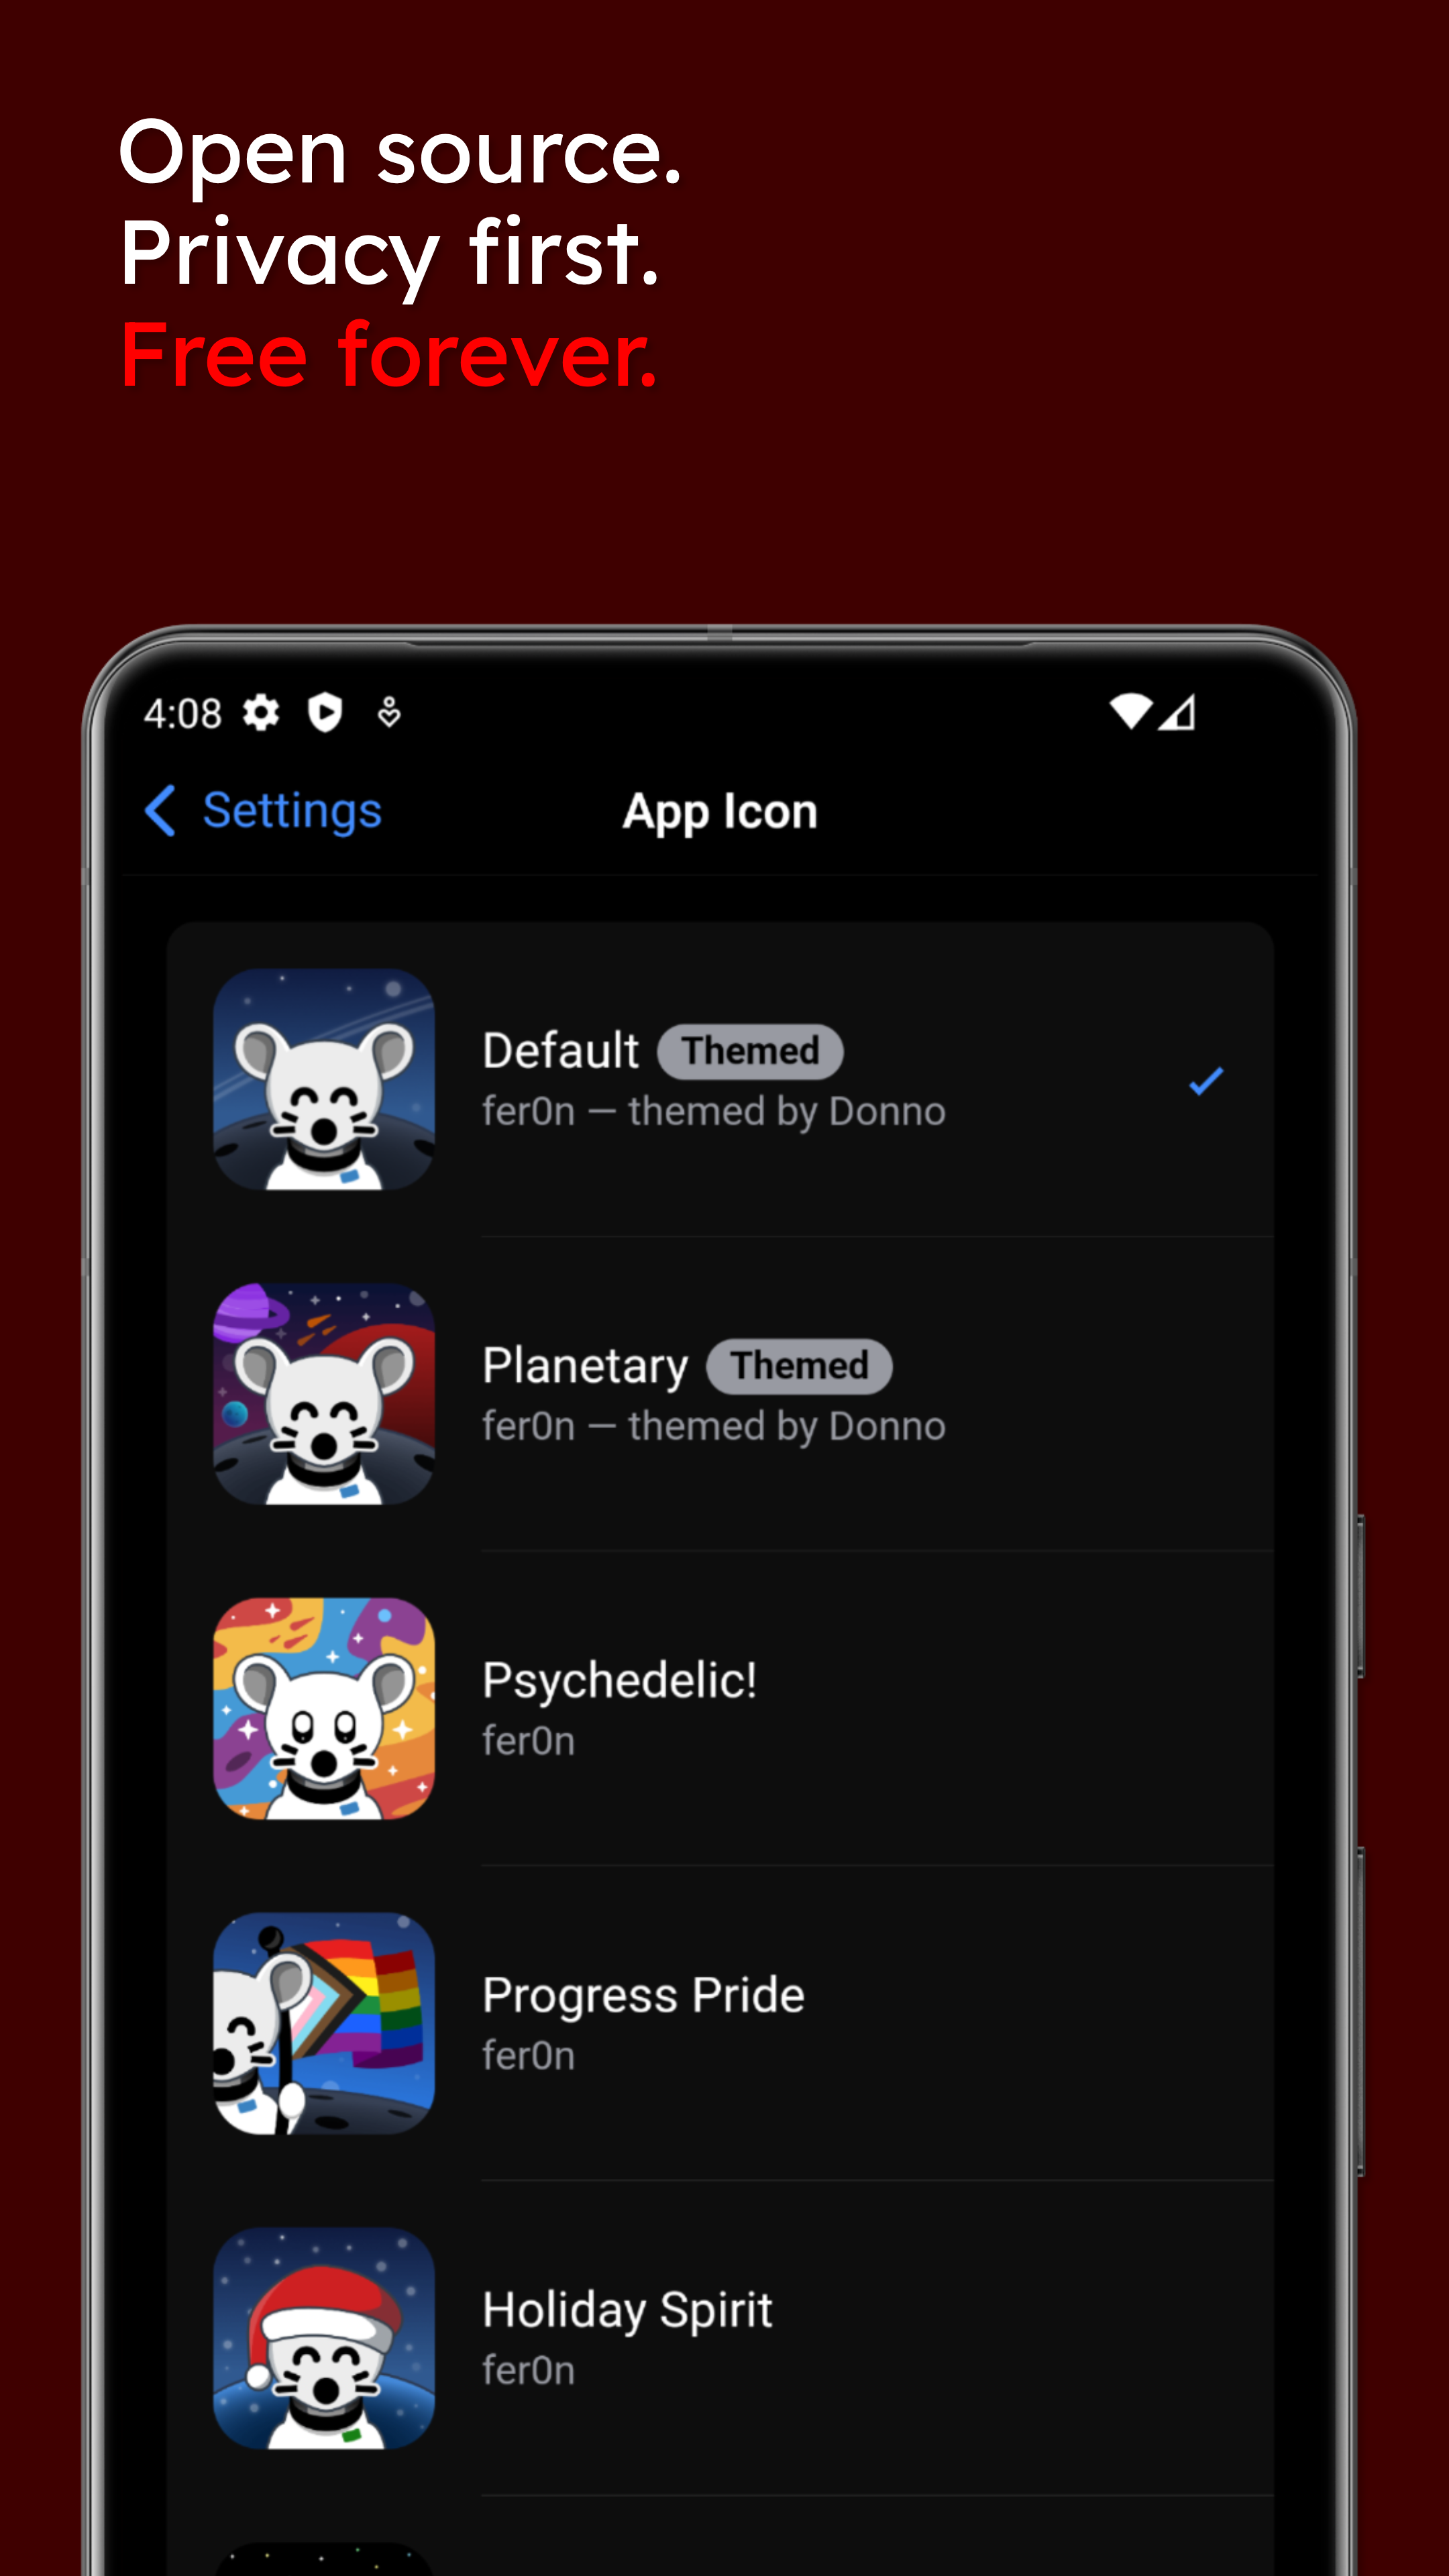 Open source.
Privacy first.
Free forever.
4:08
Settings
App Icon
Default Themed
fer0n — themed by Donno
Planetary Themed
fer0n — themed by Donno
Psychedelic!
fer0n
Progress Pride
fer0n
Holiday Spirit
fer0n